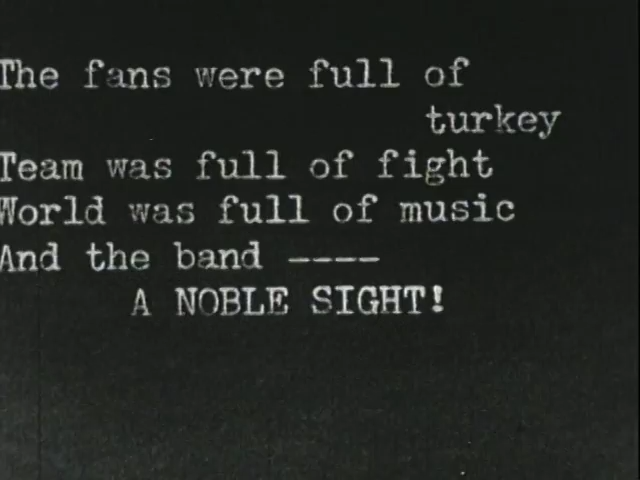 The fans were full of
turkey
Team was full of fight
World was full of music
And the band ----
A NOBLE SIGHT!